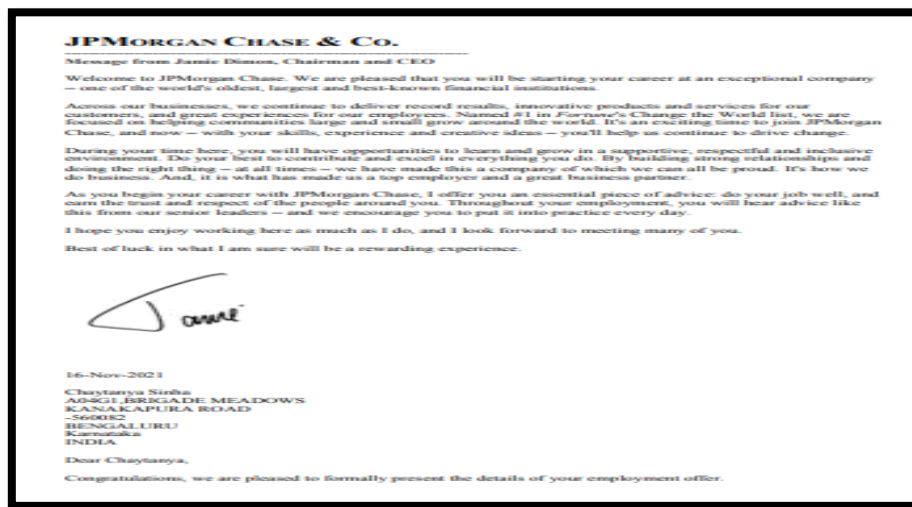 JPMORGAN CHASE & CO.
Message from Jamie Dimon, Chairman and CEO
Welcome to JPMorgan Chase. We are pleased that you will be starting your career at an exceptional company
– one of the world's oldest, largest and best-known financial institutions.
Across our businesses, we continue to deliver record results, innovative products and services for our
customers, and great experiences for our employees. Named #1 in Fortune's Change the World list, we are
focused on helping communities large and small grow around the world. It's an exciting time to join JPMorgan
Chase, and now – with your skills, experience and creative ideas – you'll help us continue to drive change.
During your time here, you will have opportunities to learn and grow in a supportive, respectful and inclusive
environment. Do your best to contribute and excel in everything you do. By building strong relationships and
doing the right thing – at all times – we have made this a company of which we can all be proud. It's how we
do business. And, it is what has made us a top employer and a great business partner.
As you begin your career with JPMorgan Chase, I offer you an essential piece of advice: do your job well, and
earn the trust and respect of the people around you. Throughout your employment, you will hear advice like
this from our senior leaders – and we encourage you to put it into practice every day.
I hope you enjoy working here as much as I do, and I look forward to meeting many of you.
Best of luck in what I am sure will be a rewarding experience.
Jamie
16-Nov-2021
Chaytanya Sinha
A04G1,BRIGADE MEADOWS
KANAKAPURA ROAD
-560082
BENGALURU
Karnataka
INDIA
Dear Chaytanya,
Congratulations, we are pleased to formally present the details of your employment offer.